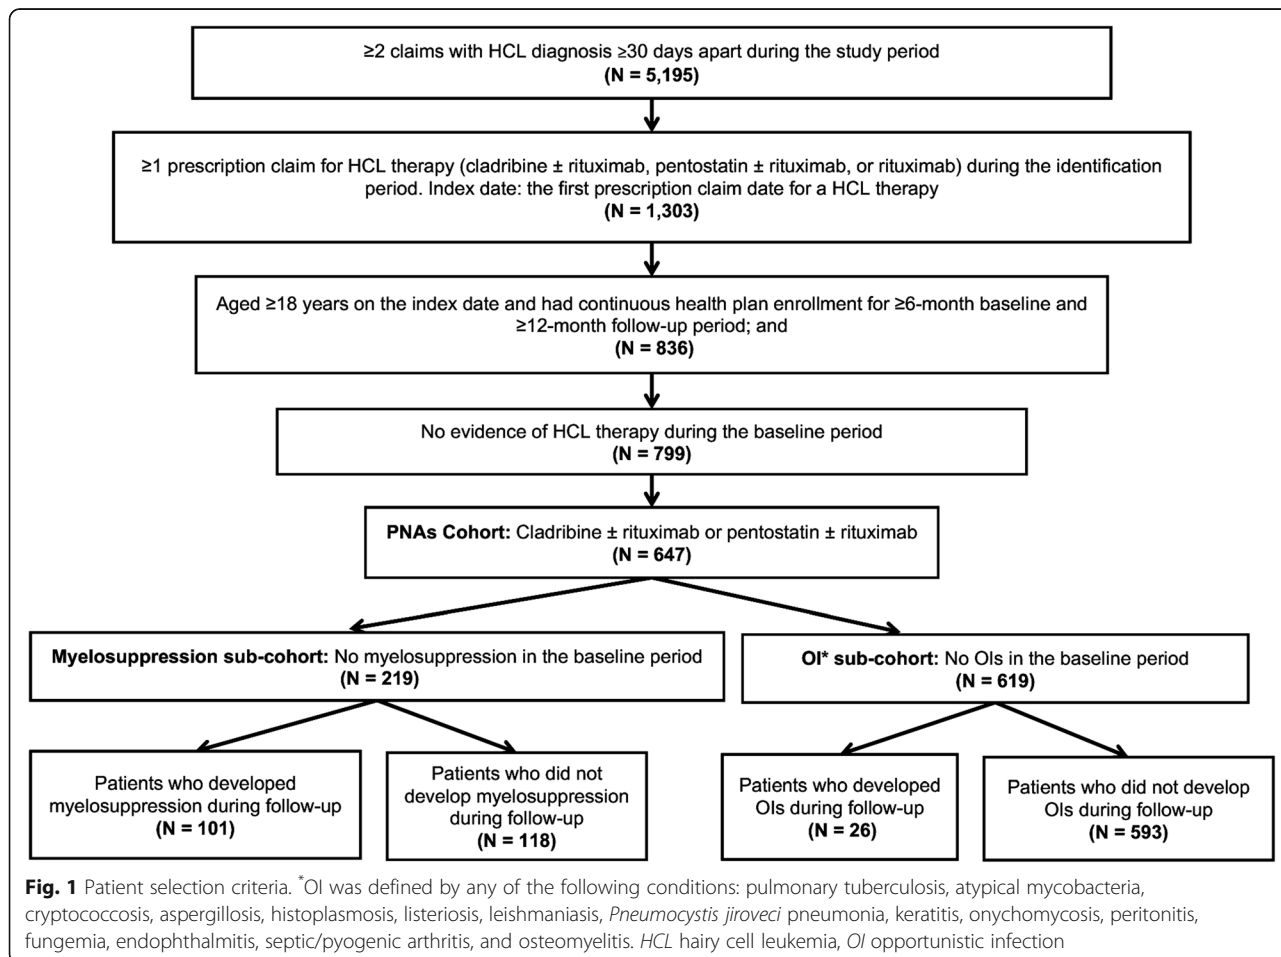 ≥2 claims with HCL diagnosis ≥30 days apart during the study period
(N = 5,195)
≥1 prescription claim for HCL therapy (cladribine ± rituximab, pentostatin ± rituximab, or rituximab) during the identification
period. Index date: the first prescription claim date for a HCL therapy
(N = 1,303)
Aged ≥18 years on the index date and had continuous health plan enrollment for ≥6-month baseline and
≥12-month follow-up period; and
(N = 836)
No evidence of HCL therapy during the baseline period
(N = 799)
PNAs Cohort: Cladribine ± rituximab or pentostatin ± rituximab
(N = 647)
Myelosuppression sub-cohort: No myelosuppression in the baseline period
(N = 219)
OI* sub-cohort: No OIs in the baseline period
(N = 619)
Patients who developed
myelosuppression during follow-up
(N = 101)
Patients who did not
develop myelosuppression
during follow-up
(N = 118)
Patients who developed
OIs during follow-up
(N = 26)
Patients who did not develop
OIs during follow-up
(N = 593)
Fig. 1 Patient selection criteria. *OI was defined by any of the following conditions: pulmonary tuberculosis, atypical mycobacteria,
cryptococcosis, aspergillosis, histoplasmosis, listeriosis, leishmaniasis, Pneumocystis jiroveci pneumonia, keratitis, onychomycosis, peritonitis,
fungemia, endophthalmitis, septic/pyogenic arthritis, and osteomyelitis. HCL hairy cell leukemia, OI opportunistic infection